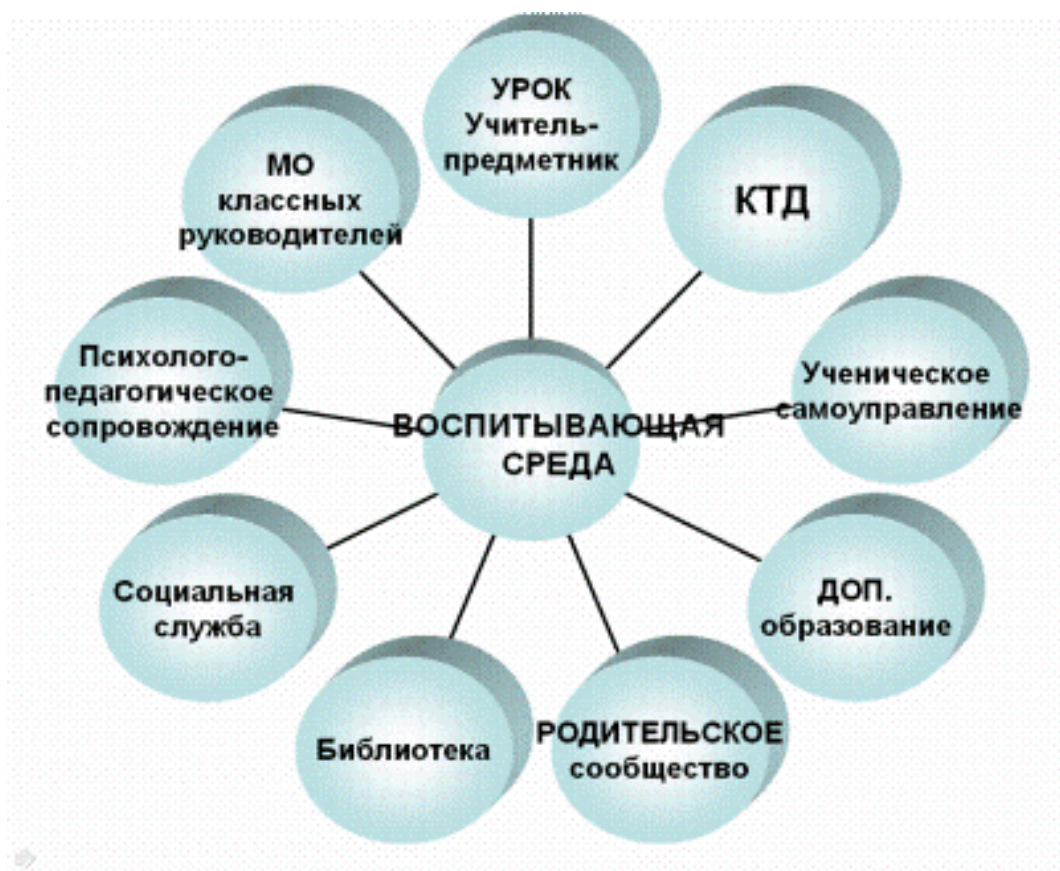 УРОК
Учитель-
предметник
КТД
Ученическое
самоуправление
ДОП.
образование
РОДИТЕЛЬСКОЕ
сообщество
Библиотека
Социальная
служба
Психолого-
педагогическое
сопровождение
МО
классных
руководителей
ВОСПИТЫВАЮЩАЯ
СРЕДА